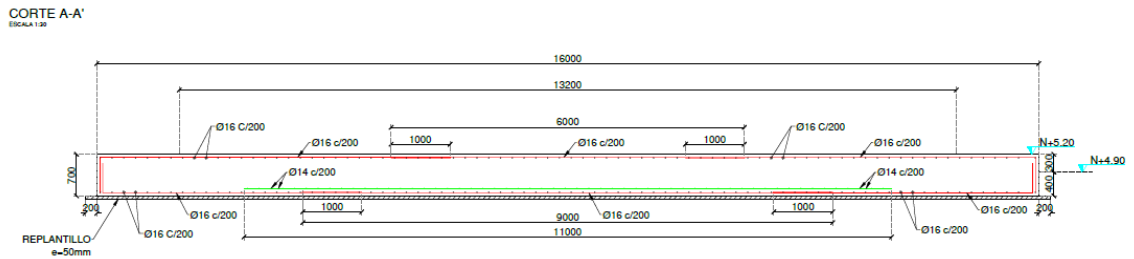 CORTE A-A'
ESCALA 1:30
16000
13200
6000
Ø16 C/200
Ø16 c/200
1000
Ø16 c/200
1000
Ø16 C/200
Ø16 c/200
N+5.20
N+4.90
700
300
400
Ø14 c/200
Ø14 c/200
200
Ø16 C/200
Ø16 c/200
1000
9000
Ø16 c/200
1000
Ø16 c/200
Ø16 c/200
200
11000
REPLANTILLO
e=50mm